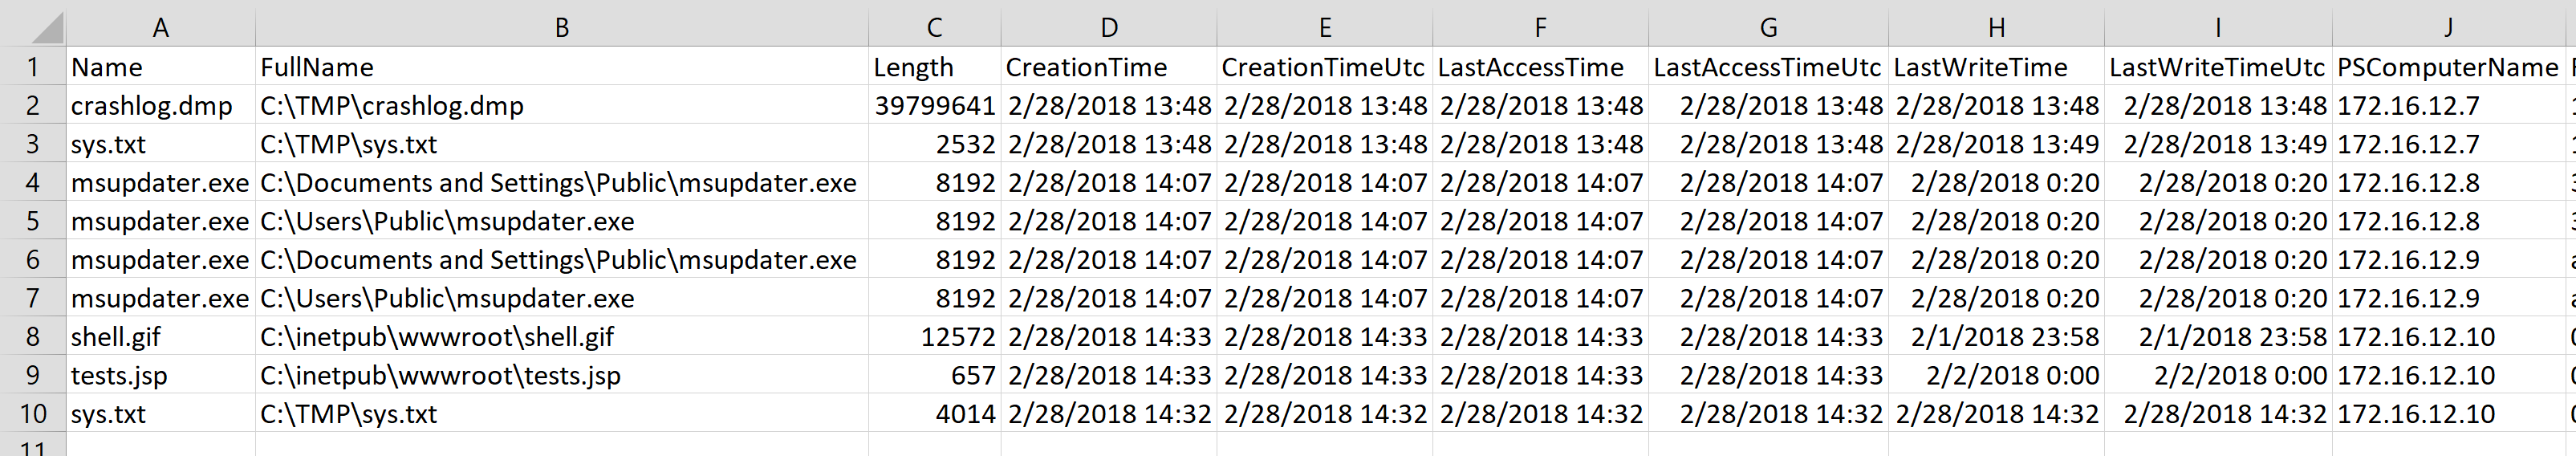 A B C D E F G H I J
1 Name FullName Length CreationTime CreationTimeUtc LastAccessTime LastAccessTimeUtc LastWriteTime LastWriteTimeUtc PSComputerName
2 crashlog.dmp C:\TMP\crashlog.dmp 39799641 2/28/2018 13:48 2/28/2018 13:48 2/28/2018 13:48 2/28/2018 13:48 2/28/2018 13:48 2/28/2018 13:48 172.16.12.7
3 sys.txt C:\TMP\sys.txt 2532 2/28/2018 13:48 2/28/2018 13:48 2/28/2018 13:48 2/28/2018 13:48 2/28/2018 13:49 2/28/2018 13:49 172.16.12.7
4 msupdater.exe C:\Documents and Settings\Public\msupdater.exe 8192 2/28/2018 14:07 2/28/2018 14:07 2/28/2018 14:07 2/28/2018 14:07 2/28/2018 0:20 2/28/2018 0:20 172.16.12.8
5 msupdater.exe C:\Users\Public\msupdater.exe 8192 2/28/2018 14:07 2/28/2018 14:07 2/28/2018 14:07 2/28/2018 14:07 2/28/2018 0:20 2/28/2018 0:20 172.16.12.8
6 msupdater.exe C:\Documents and Settings\Public\msupdater.exe 8192 2/28/2018 14:07 2/28/2018 14:07 2/28/2018 14:07 2/28/2018 14:07 2/28/2018 0:20 2/28/2018 0:20 172.16.12.9
7 msupdater.exe C:\Users\Public\msupdater.exe 8192 2/28/2018 14:07 2/28/2018 14:07 2/28/2018 14:07 2/28/2018 14:07 2/28/2018 0:20 2/28/2018 0:20 172.16.12.9
8 shell.gif C:\inetpub\wwwroot\shell.gif 12572 2/28/2018 14:33 2/28/2018 14:33 2/28/2018 14:33 2/28/2018 14:33 2/1/2018 23:58 2/1/2018 23:58 172.16.12.10
9 tests.jsp C:\inetpub\wwwroot\tests.jsp 657 2/28/2018 14:33 2/28/2018 14:33 2/28/2018 14:33 2/28/2018 14:33 2/2/2018 0:00 2/2/2018 0:00 172.16.12.10
10 sys.txt C:\TMP\sys.txt 4014 2/28/2018 14:32 2/28/2018 14:32 2/28/2018 14:32 2/28/2018 14:32 2/28/2018 14:32 2/28/2018 14:32 172.16.12.10
11